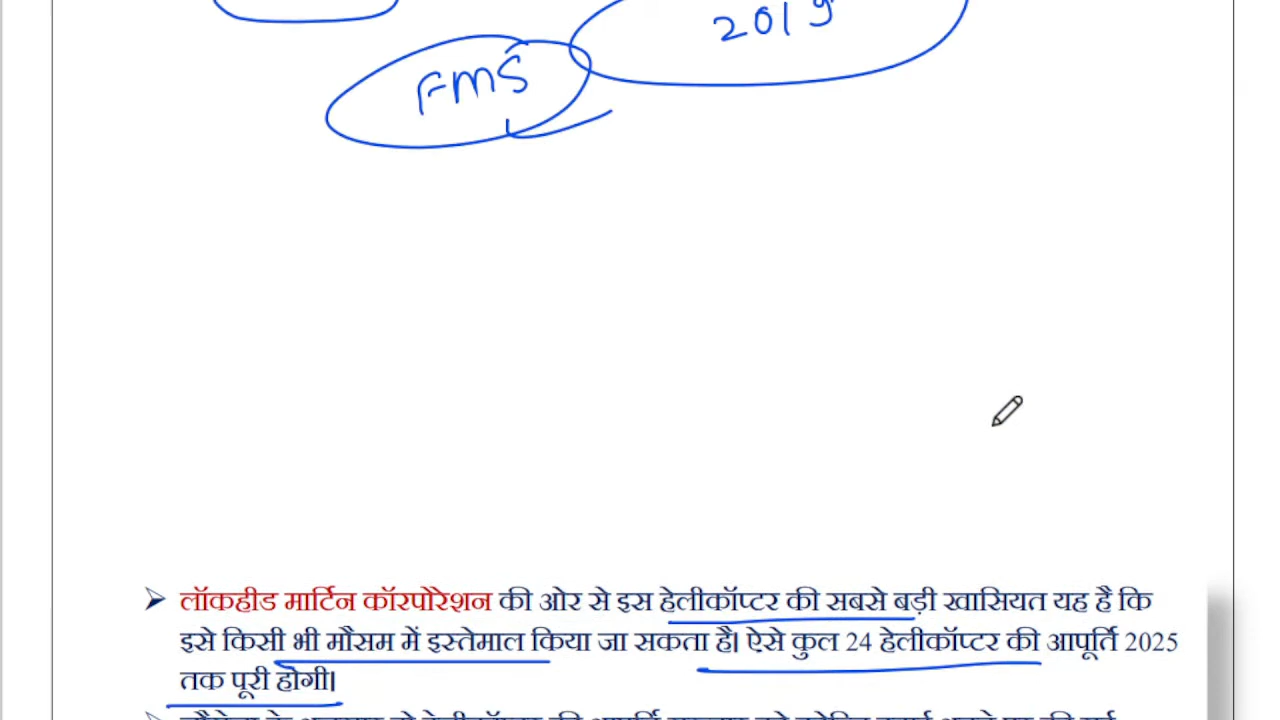 2019
FMS
लॉकहीड मार्टिन कॉरपोरेशन की ओर से इस हेलीकॉप्टर की सबसे बड़ी खासियत यह है कि
इसे किसी भी मौसम में इस्तेमाल किया जा सकता है। ऐसे कुल 24 हेलीकॉप्टर की आपूर्ति 2025
तक पूरी होगी।